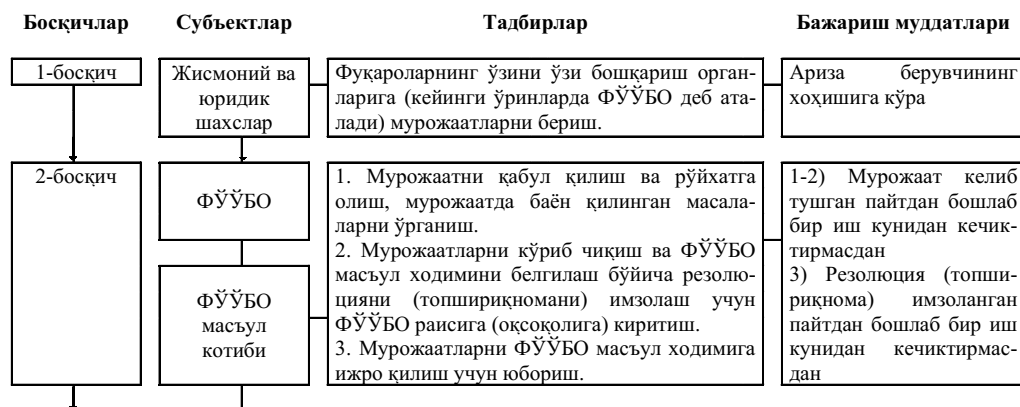 Босқичлар
Субъектлар
Тадбирлар
Бажариш муддатлари
1-босқич
Жисмоний ва
юридик
шахслар
Фуқароларнинг ўзини ўзи бошқариш орган-
ларига (кейинги ўринларда ФЎЎБО деб ата-
лади) мурожаатларни бериш.
Ариза берувчининг
хоҳишига кўра
2-босқич
ФЎЎБО
ФЎЎБО
масъул
котиби
1. Мурожаатни қабул қилиш ва рўйхатга
олиш, мурожаатда баён қилинган масала-
ларни ўрганиш.
2. Мурожаатларни кўриб чиқиш ва ФЎЎБО
масъул ходимини белгилаш бўйича резолю-
цияни (топшириқномани) имзолаш учун
ФЎЎБО раисига (оқсоқолига) киритиш.
3. Мурожаатларни ФЎЎБО масъул ходимига
ижро қилиш учун юбориш.
1-2) Мурожаат келиб
тушган пайтдан бошлаб
бир иш кунидан кечик-
тирмасдан
3) Резолюция (топши-
риқнома) имзоланган
пайтдан бошлаб бир иш
кунидан кечиктирмас-
дан